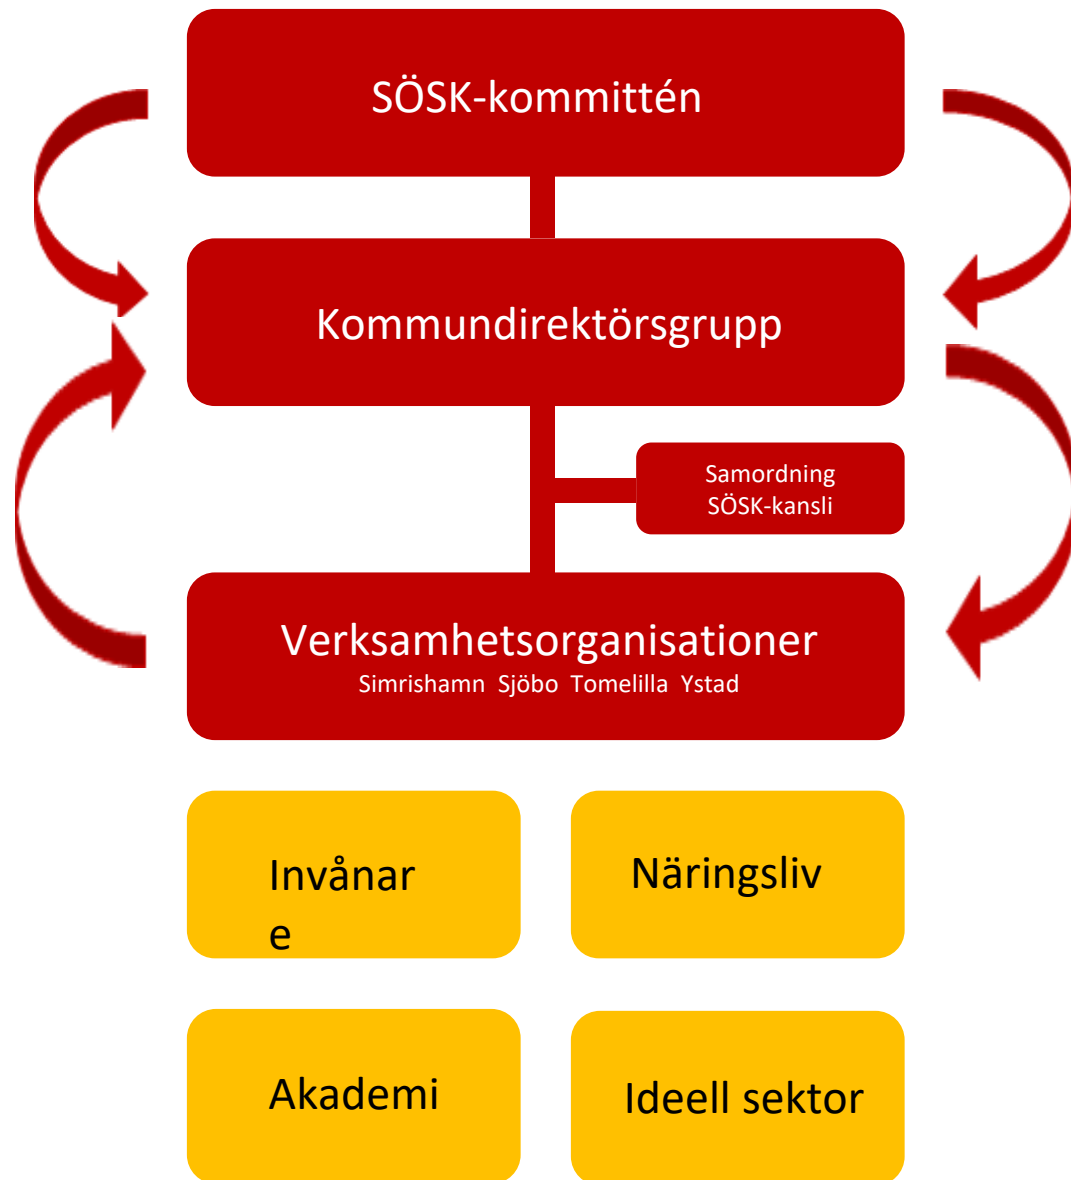 SÖSK-kommittén
Kommundirektörsgrupp
Samordning
SÖSK-kansli
Verksamhetsorganisationer
Simrishamn Sjöbo Tomelilla Ystad
Invånar
e
Näringsliv
Akademi
Ideell sektor